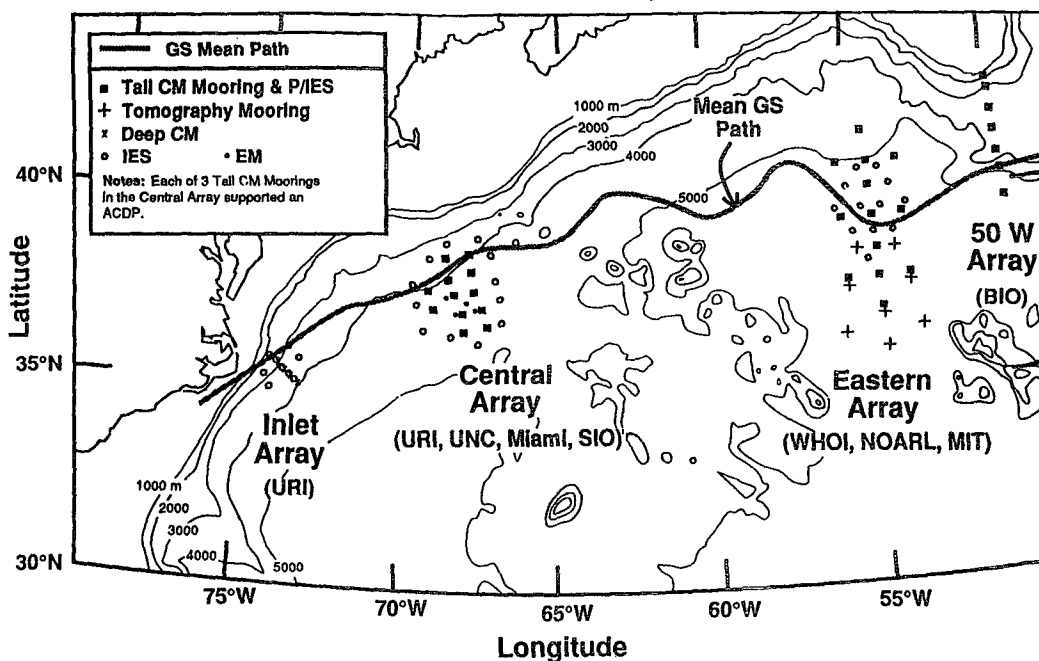 GS Mean Path
Tall CM Mooring & P/IES
Tomography Mooring
Deep CM
IES
EM
Notes: Each of 3 Tall CM Moorings
in the Central Array supported an
ACDP.
1000 m
2000
3000
4000
5000
Mean GS
Path
40°N
35°N
30°N
Latitude
Inlet
Array
(URI)
Central
Array
(URI, UNC, Miami, SIO)
Eastern
Array
(WHOI, NOARL, MIT)
50 W
Array
(BIO)
1000 m
2000
3000
4000
5000
75°W
70°W
65°W
60°W
55°W
Longitude